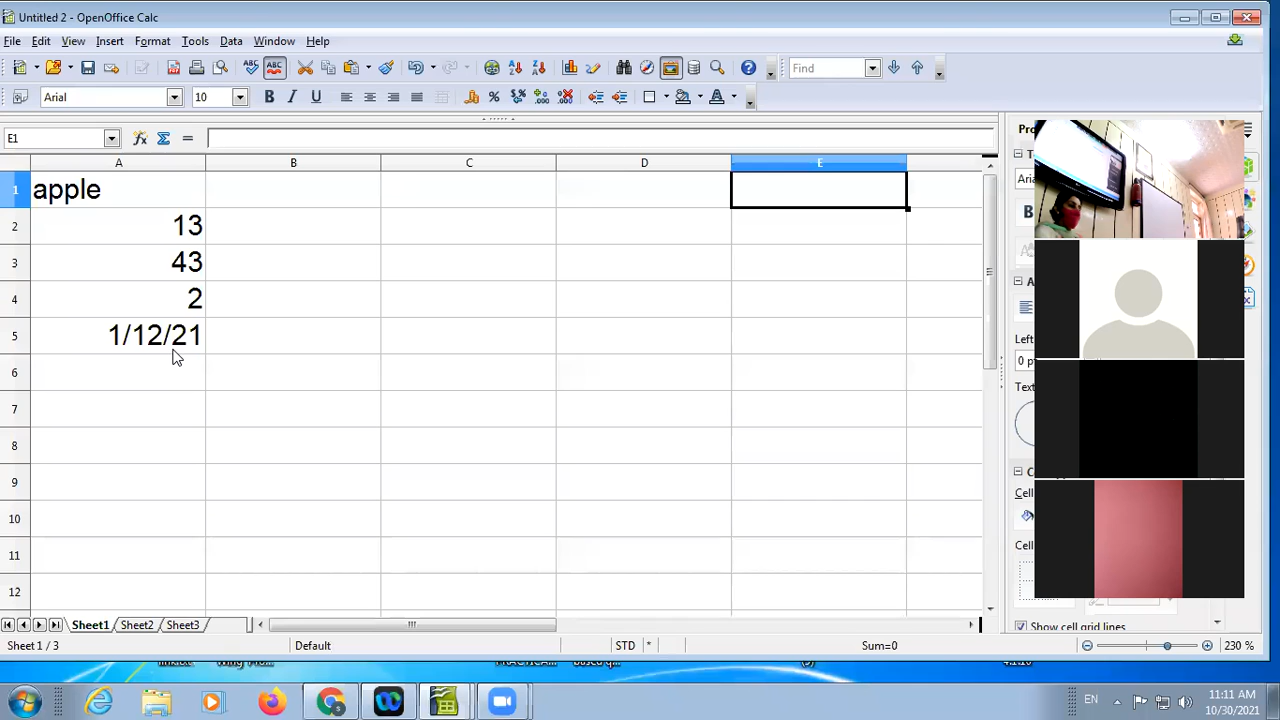 Untitled 2 - OpenOffice Calc
File Edit View Insert Format Tools Data Window Help
Find
Arial 10
E1
A B C D E
1 apple
2 13
3 43
4 2
5 1/12/21
6
7
8
9
10
11
12
Left
Text
Cell
Show cell grid lines
Sheet1 Sheet2 Sheet3
Sheet 1 / 3 Default STD * Sum=0 230 %
EN 11:11 AM
10/30/2021